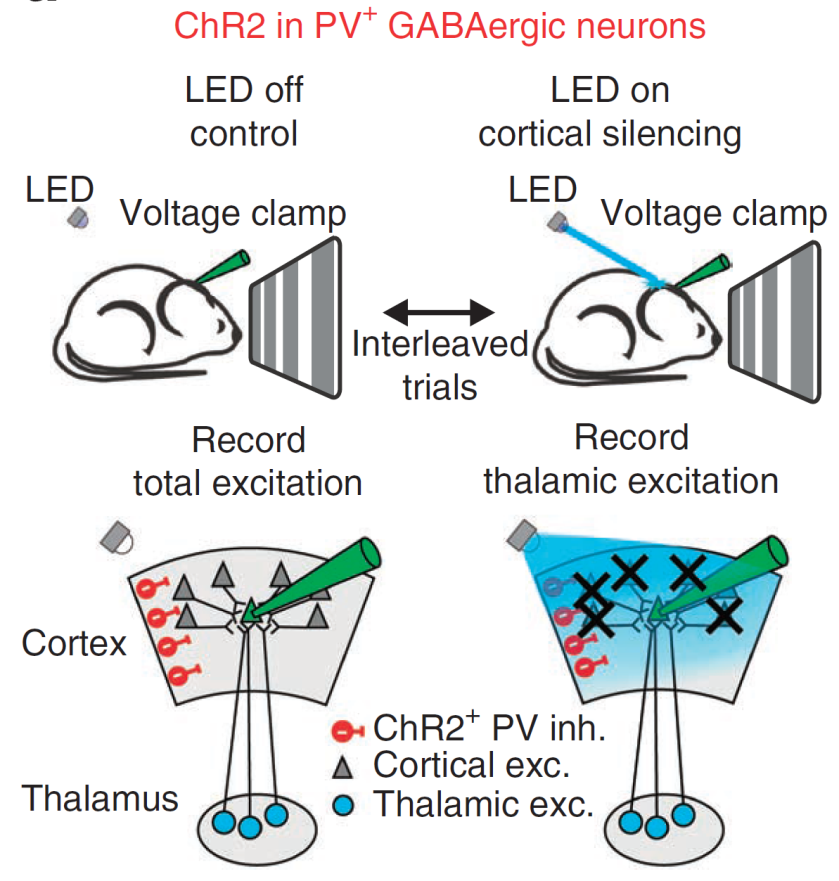 ChR2 in PV+ GABAergic neurons
LED off
control
LED on
cortical silencing
LED
Voltage clamp
LED
Voltage clamp
Interleaved
trials
Record
total excitation
Record
thalamic excitation
Cortex
ChR2+ PV inh.
Cortical exc.
Thalamus
Thalamic exc.